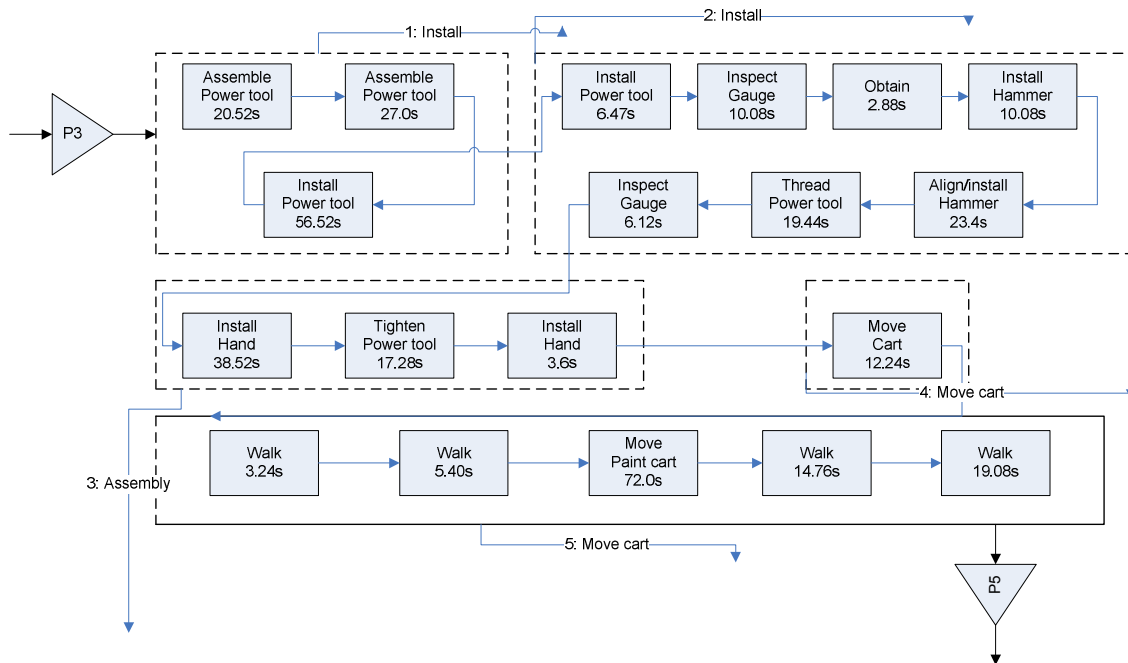 1: Install
2: Install
P3
Assemble
Power tool
20.52s
Assemble
Power tool
27.0s
Install
Power tool
56.52s
Install
Power tool
6.47s
Inspect
Gauge
10.08s
Obtain
2.88s
Install
Hammer
10.08s
Align/install
Hammer
23.4s
Thread
Power tool
19.44s
Inspect
Gauge
6.12s
Install
Hand
38.52s
Tighten
Power tool
17.28s
Install
Hand
3.6s
Move
Cart
12.24s
4: Move cart
3: Assembly
Walk
3.24s
Walk
5.40s
Move
Paint cart
72.0s
Walk
14.76s
Walk
19.08s
5: Move cart
P5